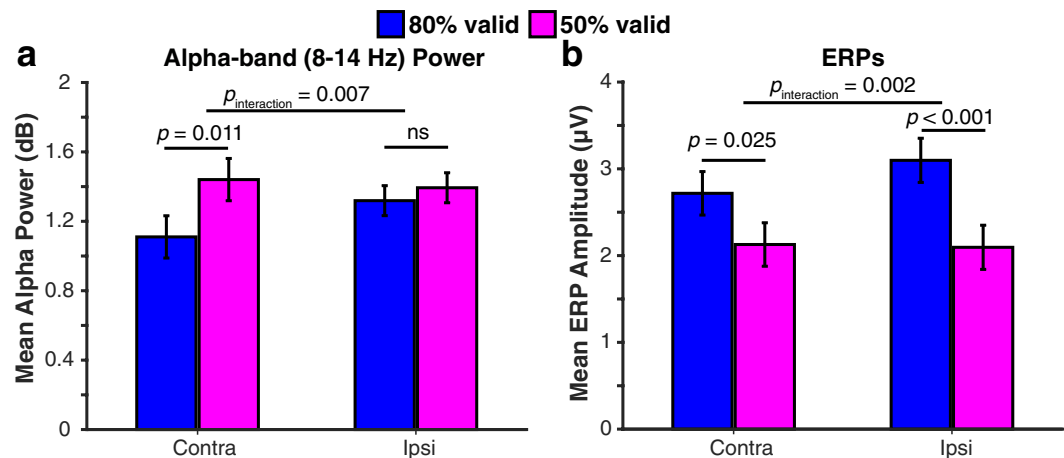 80% valid 50% valid
a Alpha-band (8-14 Hz) Power
Mean Alpha Power (dB)
2
1.6
1.2
0.8
0.4
0
p interaction = 0.007
p = 0.011
ns
Contra Ipsi
b ERPs
Mean ERP Amplitude (µV)
4
3
2
1
0
p interaction = 0.002
p = 0.025
p < 0.001
Contra Ipsi